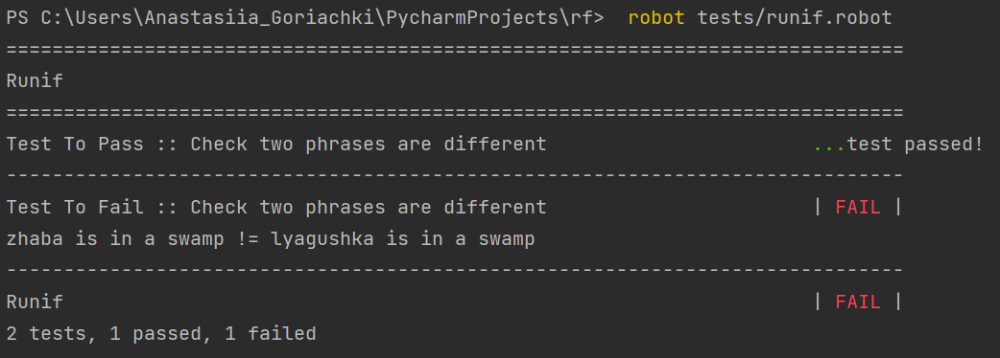 PS C:\Users\Anastasiia_Goriachki\PycharmProjects\rf>  robot tests/runif.robot
==============================================================================
Runif
==============================================================================
Test To Pass :: Check two phrases are different                       ...test passed!
------------------------------------------------------------------------------
Test To Fail :: Check two phrases are different                       | FAIL |
zhaba is in a swamp != lyagushka is in a swamp
------------------------------------------------------------------------------
Runif                                                                 | FAIL |
2 tests, 1 passed, 1 failed